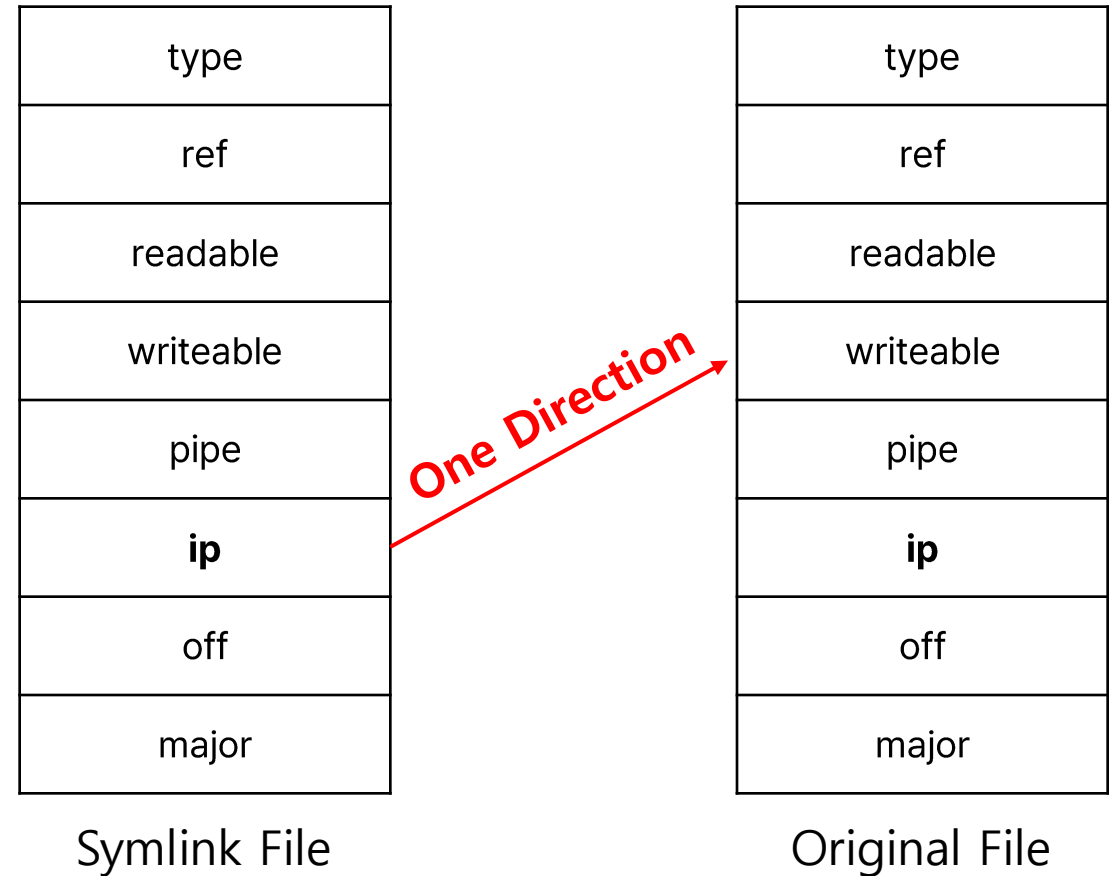 type
ref
readable
writeable
pipe
ip
off
major
Symlink File
One Direction
type
ref
readable
writeable
pipe
ip
off
major
Original File